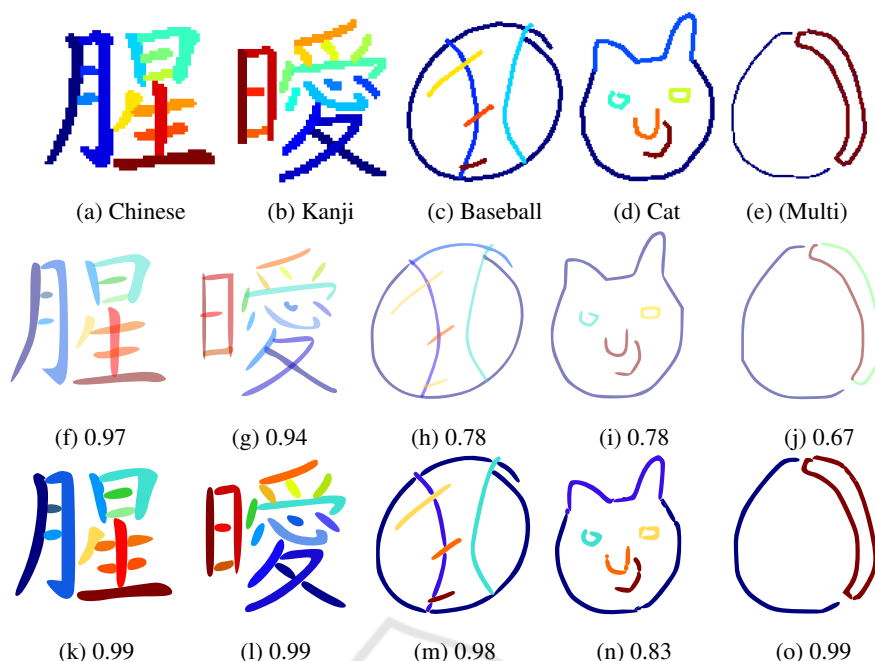 腥 曖
(a) Chinese (b) Kanji (c) Baseball (d) Cat (e) (Multi)
腥 曖
(f) 0.97 (g) 0.94 (h) 0.78 (i) 0.78 (j) 0.67
腥 曖
(k) 0.99 (l) 0.99 (m) 0.98 (n) 0.83 (o) 0.99